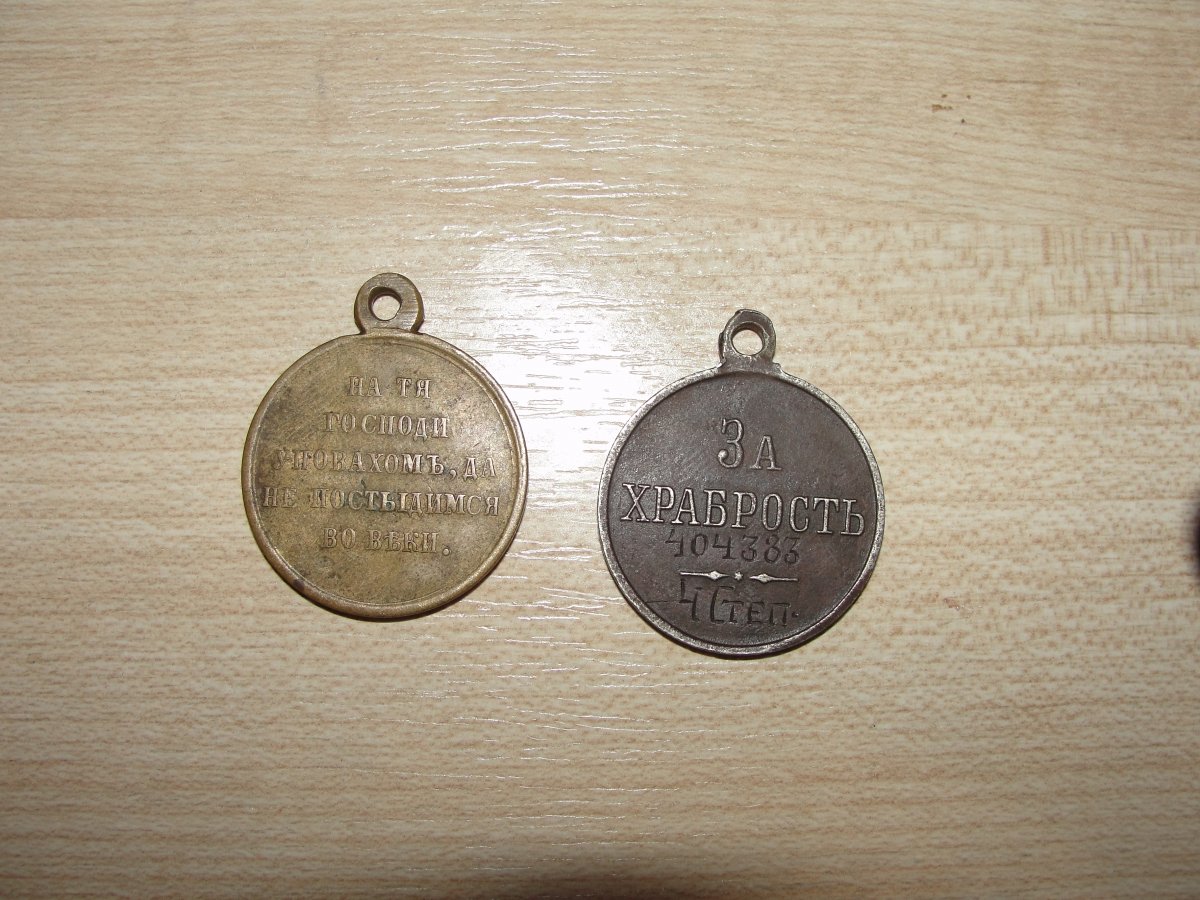 НА ТЯ
ГОСПОДИ
УПОВАХОМЪ, ДА
НЕ ПОСТЫДИМСЯ
ВО ВЕКИ.
ЗА
ХРАБРОСТЬ
404383
4 СТЕП.